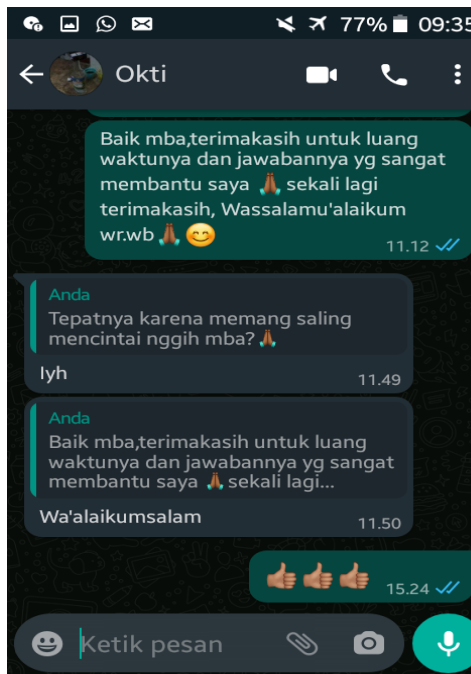 77% 09:35
Okti
Baik mba,terimakasih untuk luang
waktunya dan jawabannya yg sangat
membantu saya 🙏🏾 sekali lagi
terimakasih, Wassalamu'alaikum
wr.wb 🙏🏾 😊
11.12
Anda
Tepatnya karena memang saling
mencintai nggih mba? 🙏🏾
Iyh
11.49
Anda
Baik mba,terimakasih untuk luang
waktunya dan jawabannya yg sangat
membantu saya 🙏🏾 sekali lagi...
Wa'alaikumsalam
11.50
👍🏽👍🏽👍🏽 15.24
Ketik pesan